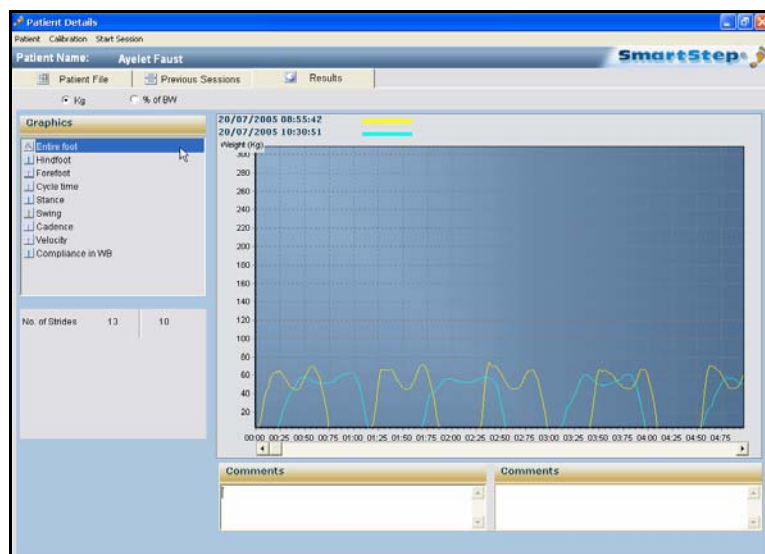 Patient Details
Patient Calibration Start Session
Patient Name: Ayelet Faust
SmartStep
Patient File Previous Sessions Results
Kg % of BW
Graphics
Entire foot
Hindfoot
Forefoot
Cycle time
Stance
Swing
Cadence
Velocity
Compliance in WB
No. of Strides 13 10
20/07/2005 08:55:42
20/07/2005 10:30:51
Weight (Kg)
300
280
260
240
220
200
180
160
140
120
100
80
60
40
20
00:00 00:25 00:50 00:75 01:00 01:25 01:50 01:75 02:00 02:25 02:50 02:75 03:00 03:25 03:50 03:75 04:00 04:25 04:50 04:75
Comments Comments